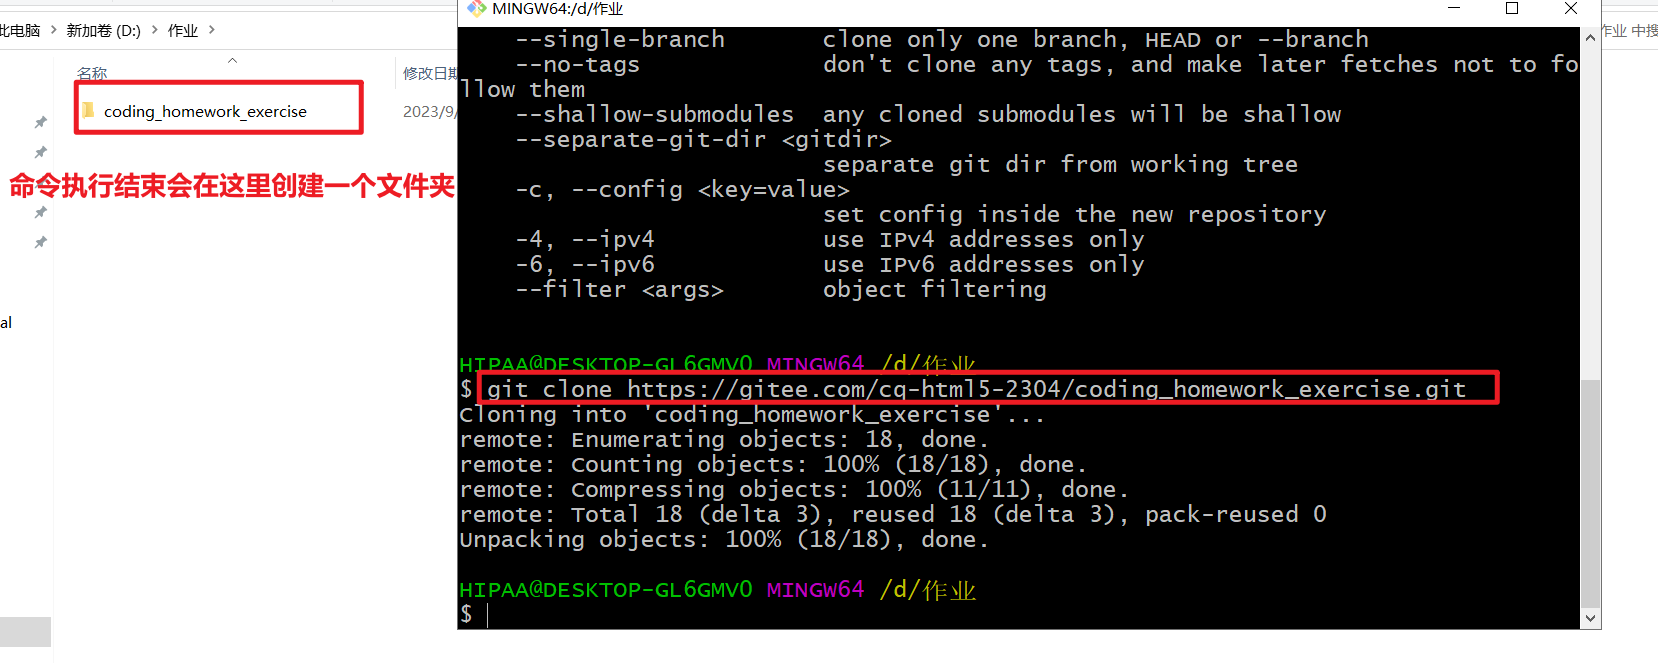 MINGW64:/d/作业
此电脑 > 新加卷 (D:) > 作业 >
作业 中搜
名称
修改日期
coding_homework_exercise
2023/9/
命令执行结束会在这里创建一个文件夹
al
--single-branch clone only one branch, HEAD or --branch
--no-tags don't clone any tags, and make later fetches not to fo
llow them
--shallow-submodules any cloned submodules will be shallow
--separate-git-dir <gitdir>
separate git dir from working tree
-c, --config <key=value>
set config inside the new repository
-4, --ipv4 use IPv4 addresses only
-6, --ipv6 use IPv6 addresses only
--filter <args> object filtering
HIPAA@DESKTOP-GL6GMV0 MINGW64 /d/作业
$ git clone https://gitee.com/cq-html5-2304/coding_homework_exercise.git
Cloning into 'coding_homework_exercise'...
remote: Enumerating objects: 18, done.
remote: Counting objects: 100% (18/18), done.
remote: Compressing objects: 100% (11/11), done.
remote: Total 18 (delta 3), reused 18 (delta 3), pack-reused 0
Unpacking objects: 100% (18/18), done.
HIPAA@DESKTOP-GL6GMV0 MINGW64 /d/作业
$